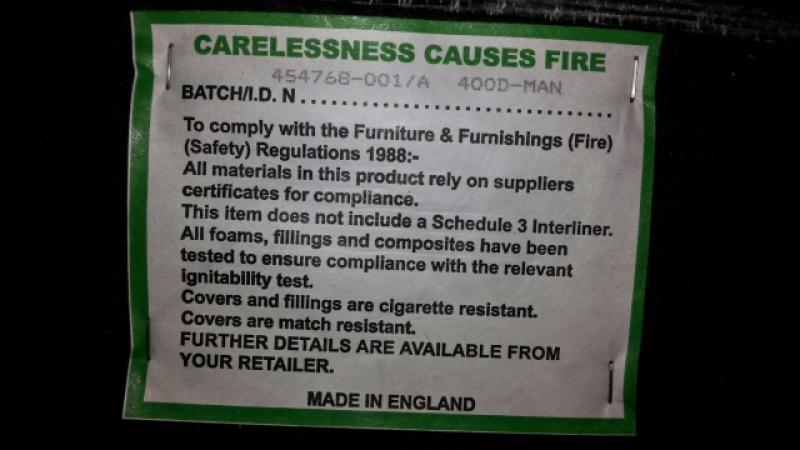 CARELESSNESS CAUSES FIRE
454768-001/A 400D-MAN
BATCH/I.D. N..................................
To comply with the Furniture & Furnishings (Fire)
(Safety) Regulations 1988:-
All materials in this product rely on suppliers
certificates for compliance.
This item does not include a Schedule 3 Interliner.
All foams, fillings and composites have been
tested to ensure compliance with the relevant
ignitability test.
Covers and fillings are cigarette resistant.
Covers are match resistant.
FURTHER DETAILS ARE AVAILABLE FROM
YOUR RETAILER.
MADE IN ENGLAND